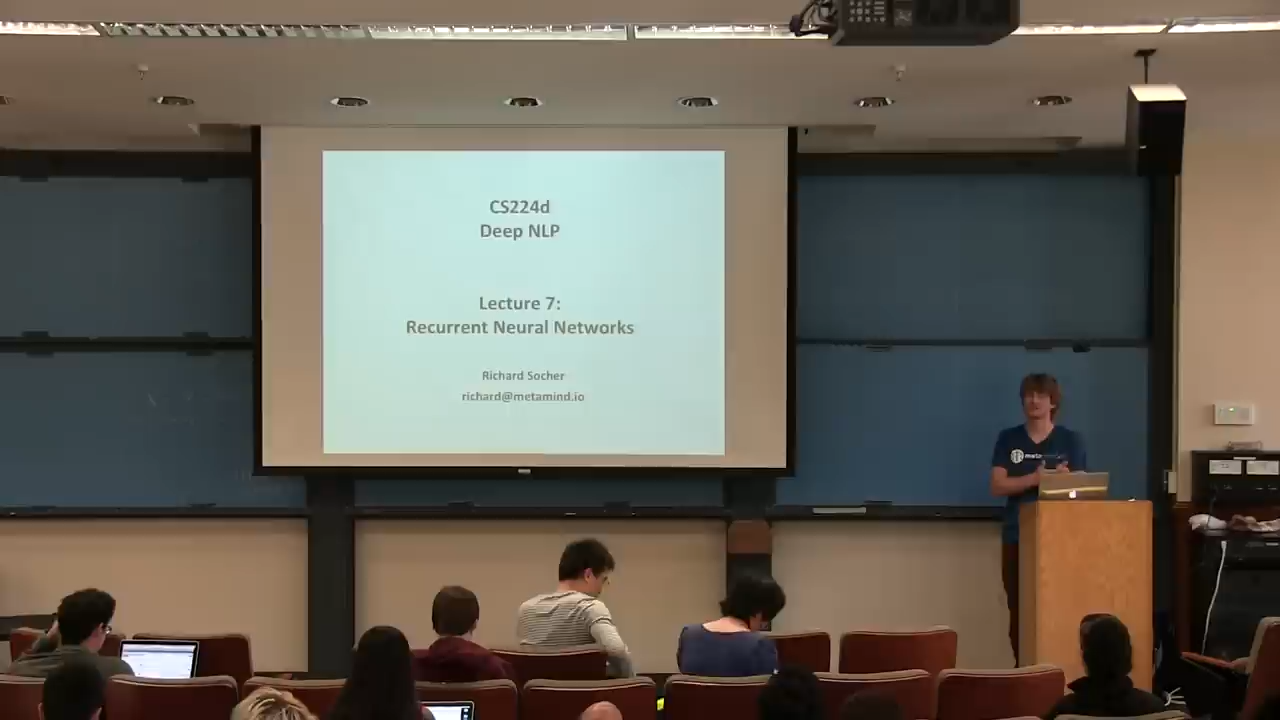 CS224d
Deep NLP
Lecture 7:
Recurrent Neural Networks
Richard Socher
richard@metamind.io